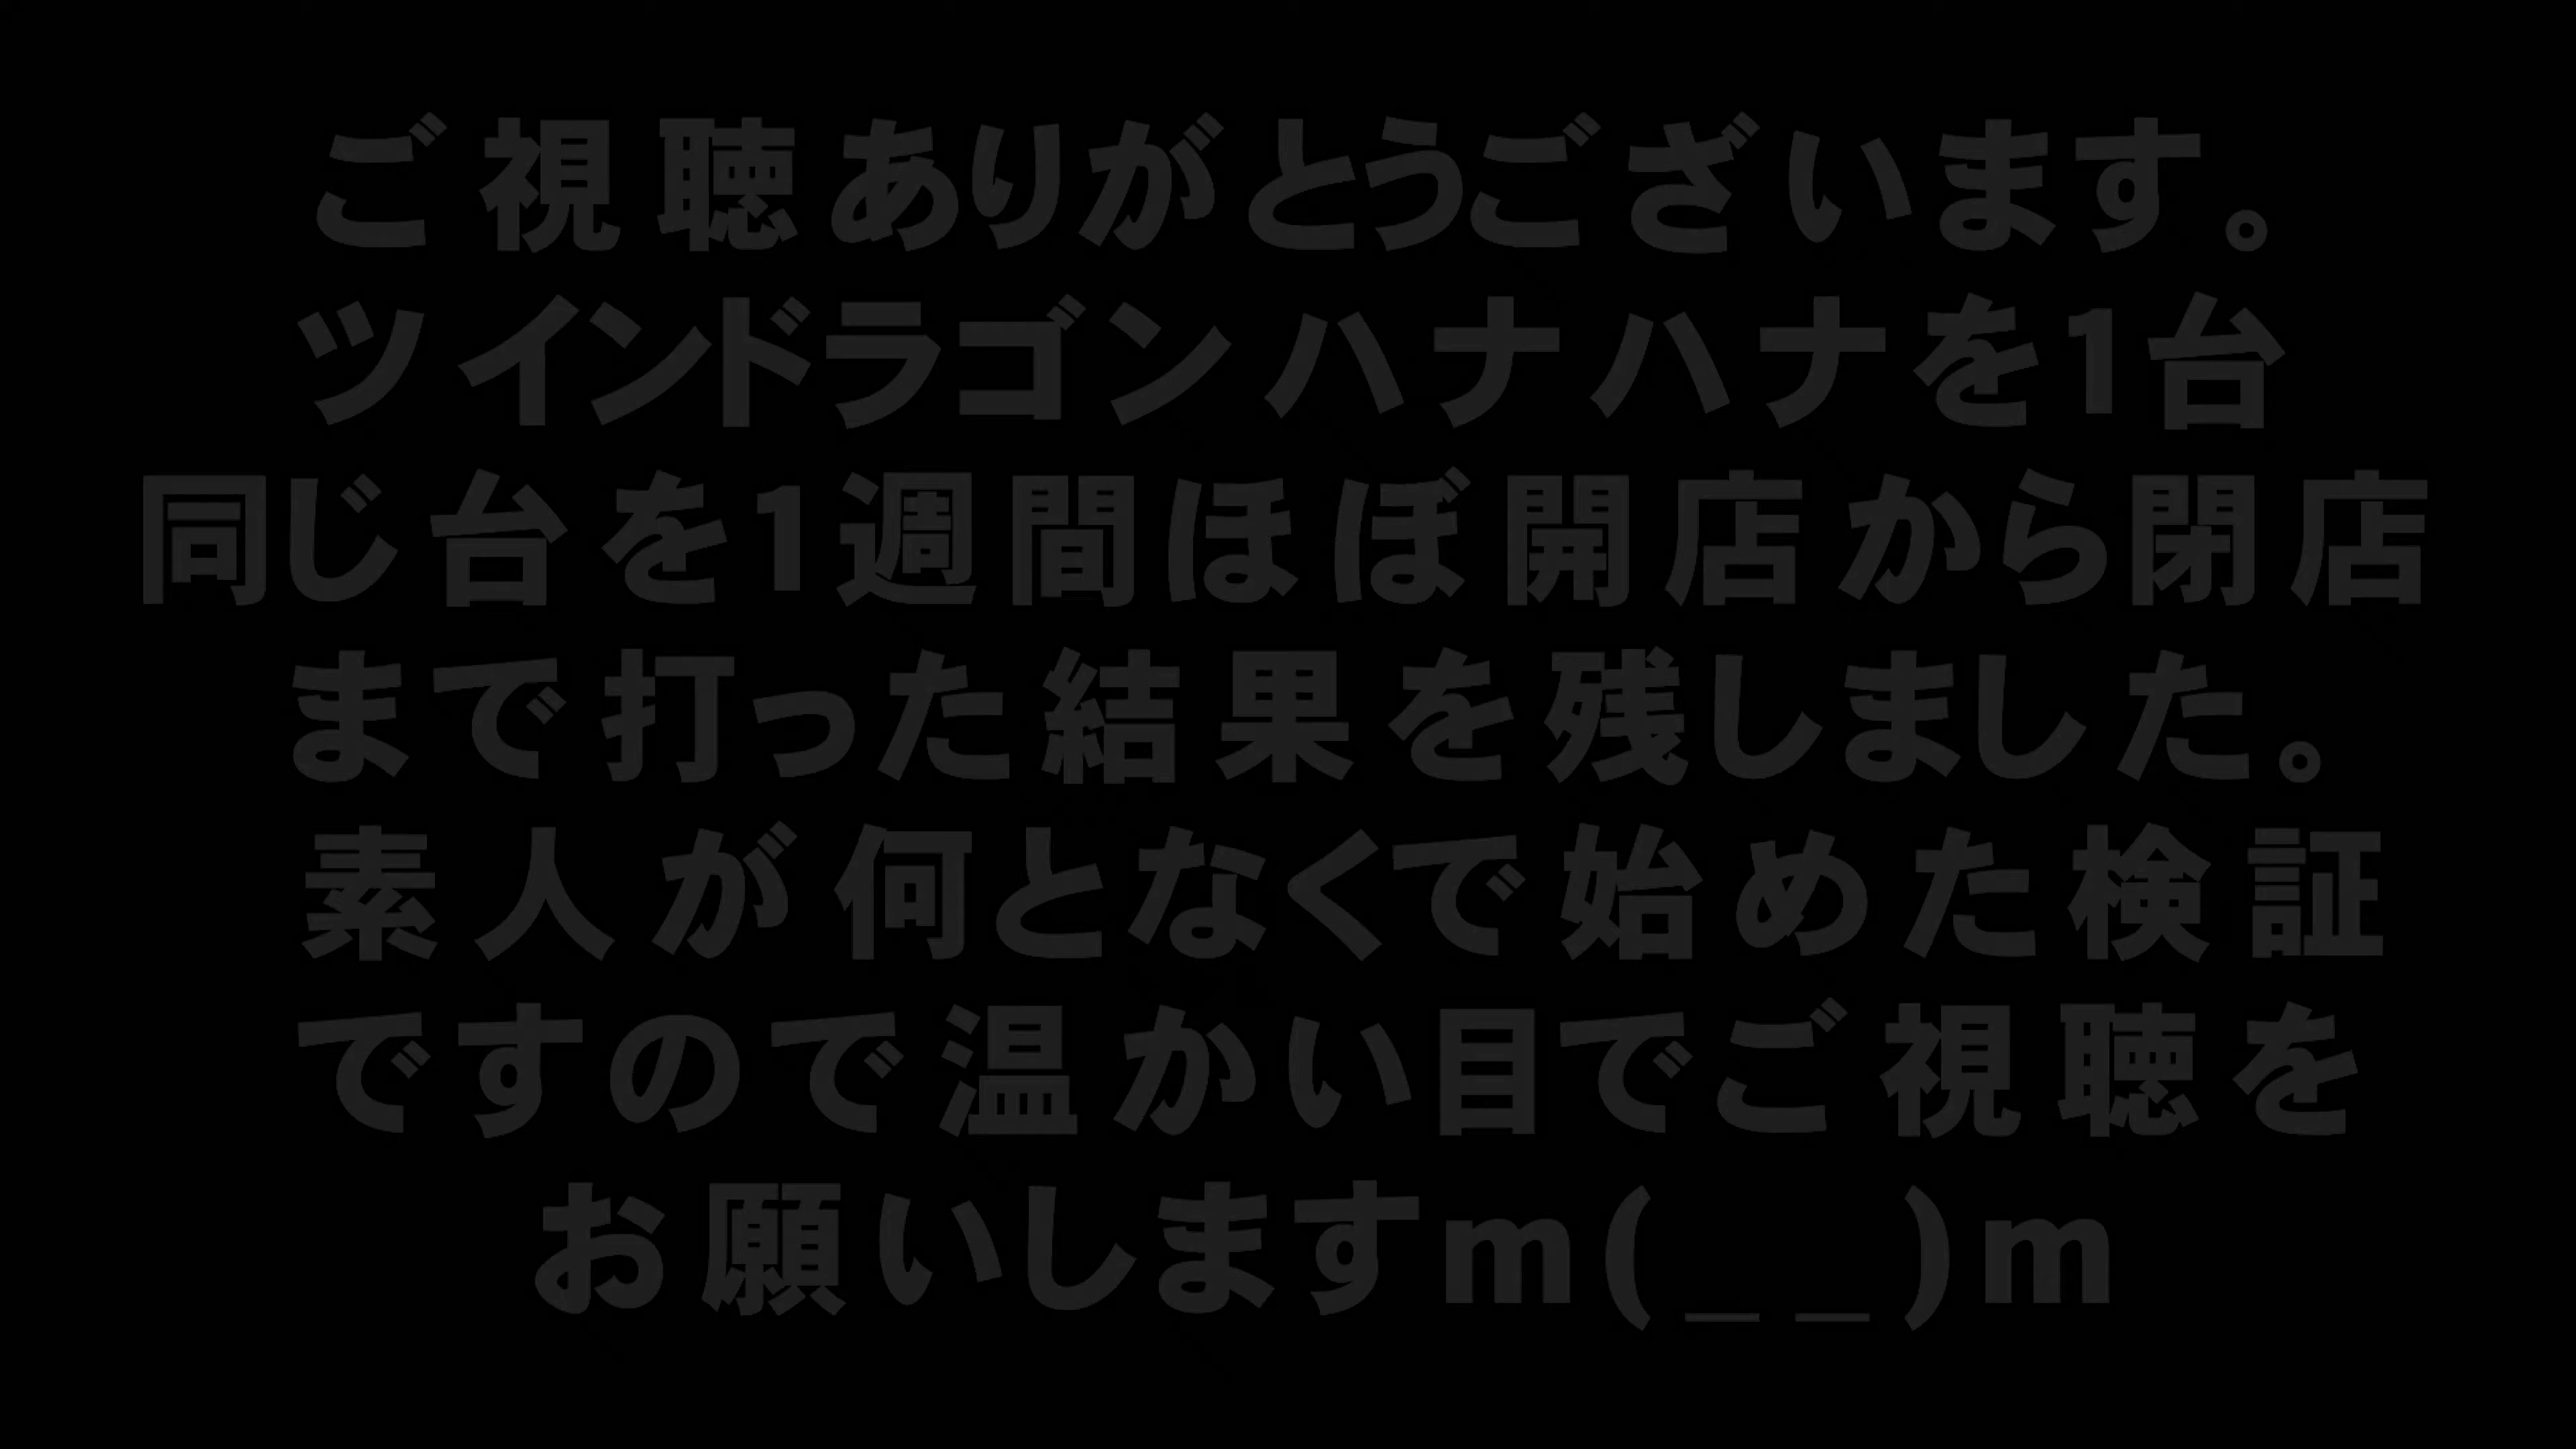 ご視聴ありがとうございます。
ツインドラゴンハナハナを1台
同じ台を1週間ほぼ開店から閉店
まで打った結果を残しました。
素人が何となくで始めた検証
ですので温かい目でご視聴を
お願いしますm(__)m